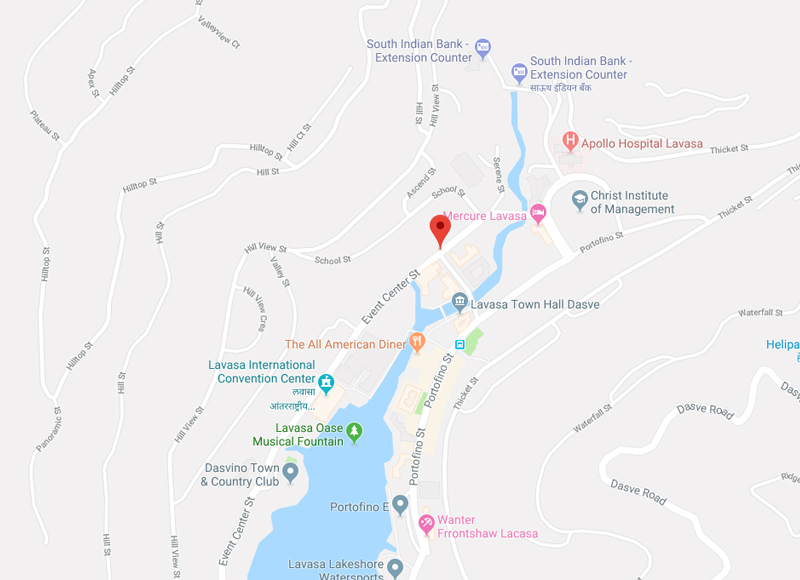 Valleyview Ct
South Indian Bank -
Extension Counter
South Indian Bank -
Extension Counter
साऊथ इंडियन बँक
Apex St
Hilltop St
Plateau St
Hill St
Hill View St
Hill Ct St
Apollo Hospital Lavasa
Thicket St
Hilltop St
Hill St
Hilltop St
Ascend St
School St
Serene St
Thicket St
Christ Institute
of Management
Mercure Lavasa
Hill St
Hill View St
School St
Portofino St
Valley St
Hilltop St
Event Center St
Hill View Cres
Lavasa Town Hall Dasve
Waterfall St
The All American Diner
Helipa
Lavasa International
Convention Center
लवासा
आंतरराष्ट्रीय...
Portofino St
Thicket St
Hill St
Panoramic St
Hill View St
Waterfall St
Dasve Road
Lavasa Oase
Musical Fountain
Portofino St
Dasvino Town
& Country Club
Dasve Road
Ridge
Portofino E
Event Center St
Wanter
Frrontshaw Lacasa
Hill St
Hill View St
Lavasa Lakeshore
Watersports